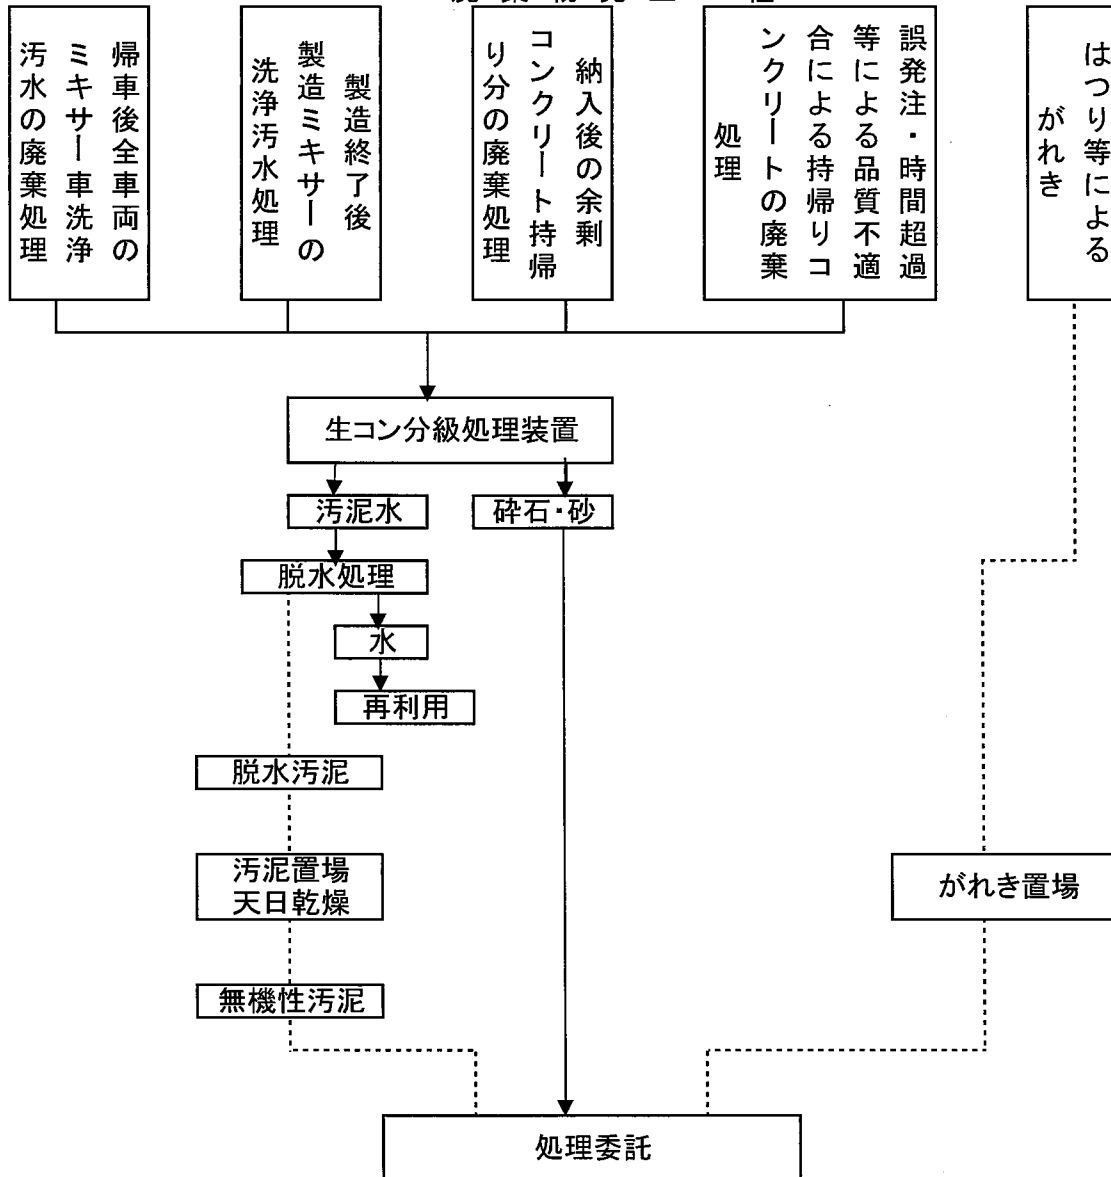 帰車後全車両の
ミキサー車洗浄
汚水の廃棄処理
製造終了後
製造ミキサーの
洗浄汚水処理
納入後の余剰
コンクリート持帰
り分の廃棄処理
誤発注・時間超過
等による品質不適
合による持帰りコ
ンクリートの廃棄
処理
はつり等による
がれき
生コン分級処理装置
汚泥水
砕石・砂
脱水処理
水
再利用
脱水汚泥
汚泥置場
天日乾燥
がれき置場
無機性汚泥
処理委託